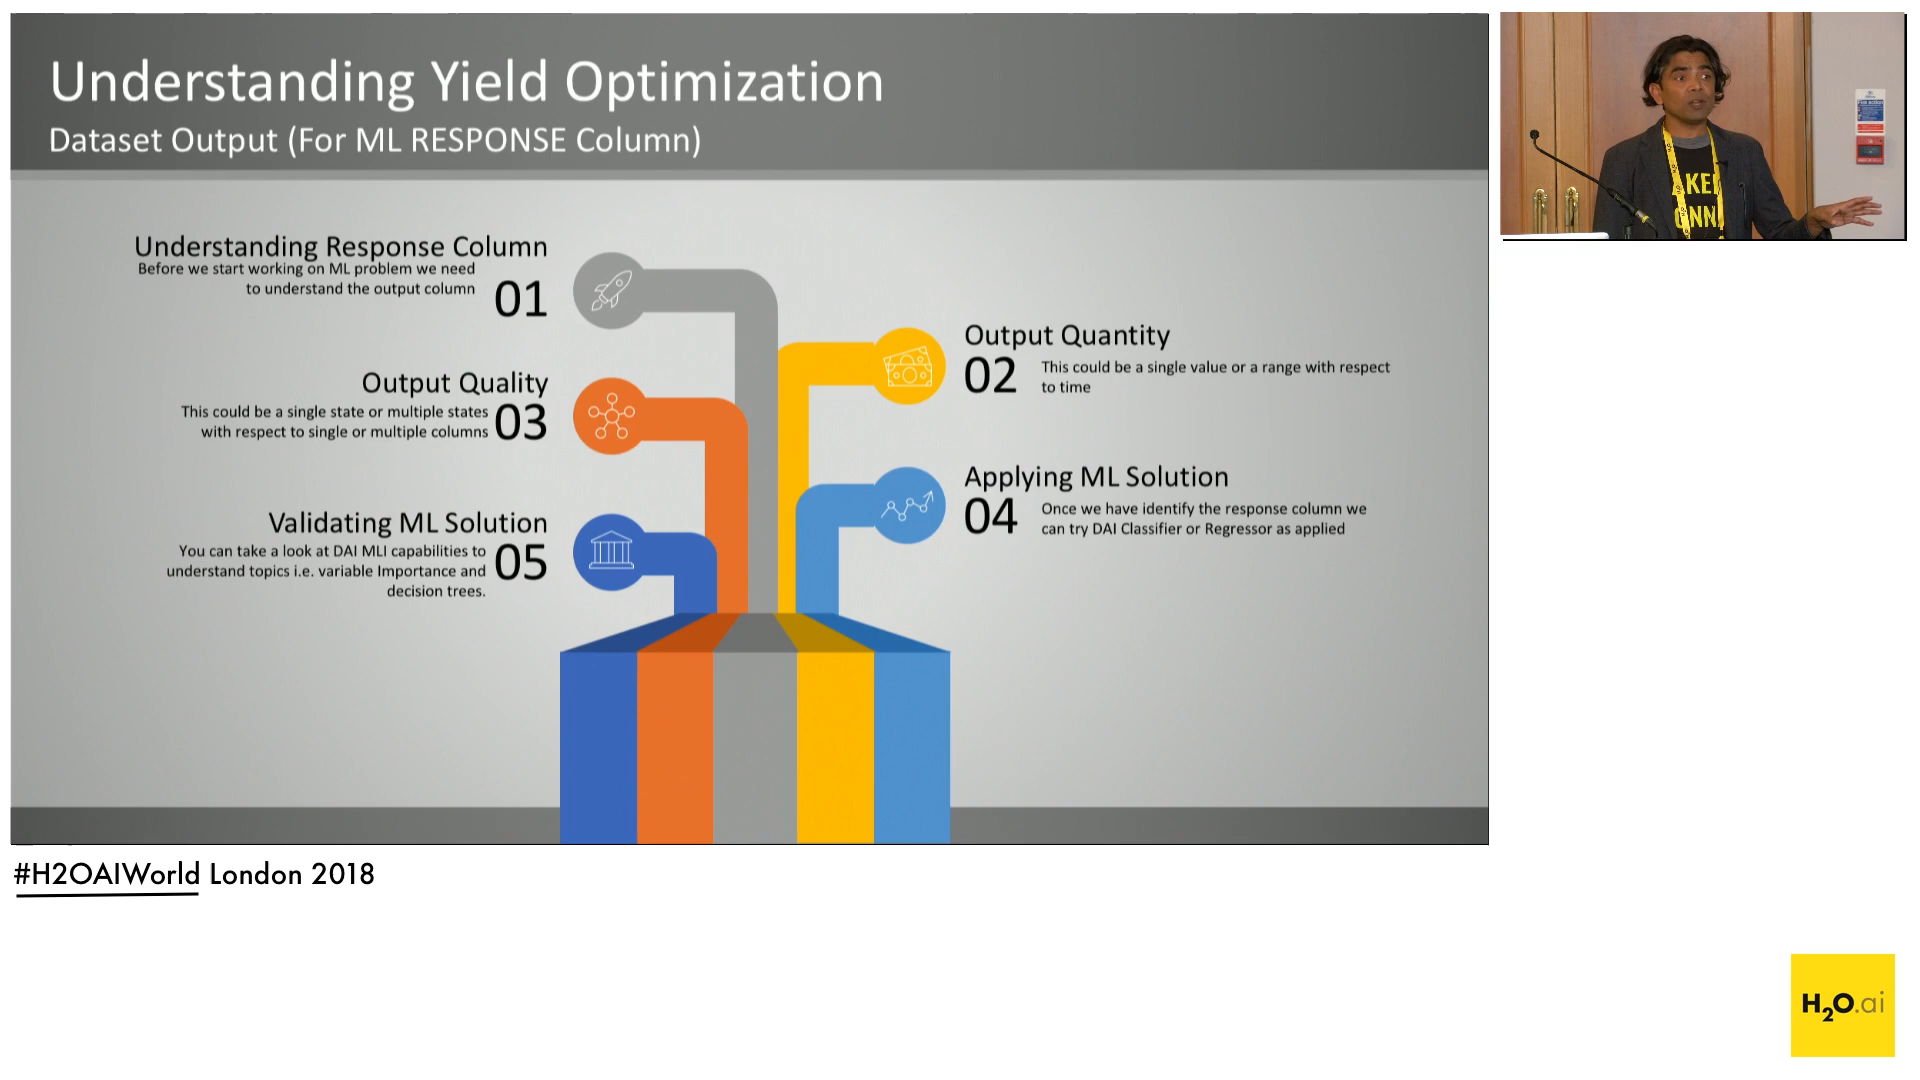 Understanding Yield Optimization
Dataset Output (For ML RESPONSE Column)
Understanding Response Column
Before we start working on ML problem we need
to understand the output column
01
Output Quantity
02
This could be a single value or a range with respect
to time
Output Quality
This could be a single state or multiple states
with respect to single or multiple columns
03
Applying ML Solution
04
Once we have identify the response column we
can try DAI Classifier or Regressor as applied
Validating ML Solution
You can take a look at DAI MLI capabilities to
understand topics i.e. variable Importance and
decision trees.
05
#H2OAIWorld London 2018
H2O.ai